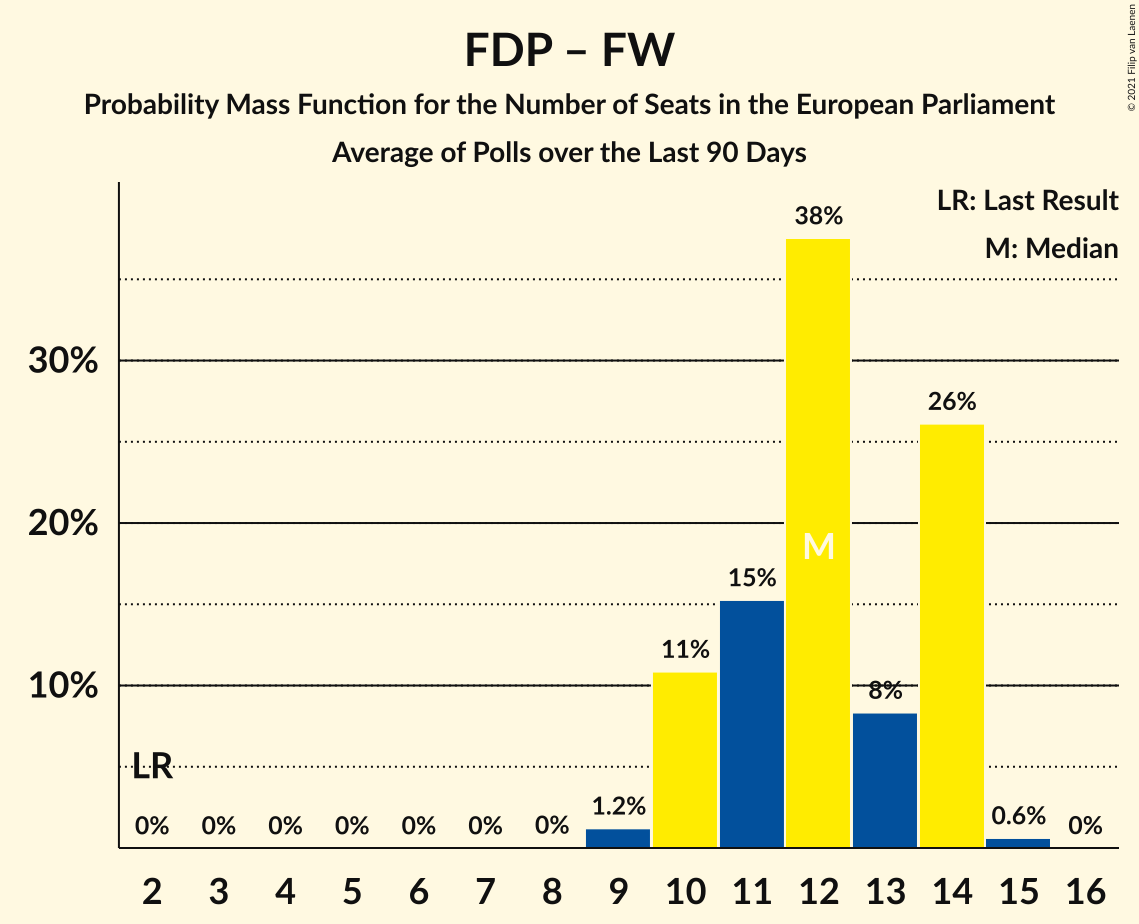 FDP – FW
Probability Mass Function for the Number of Seats in the European Parliament
Average of Polls over the Last 90 Days
© 2021 Filip van Laenen
LR: Last Result
M: Median
38%
30%
26%
20%
M
15%
11%
10%
8%
LR
0% 0% 0% 0% 0% 0% 0% 1.2% 0.6% 0%
2 3 4 5 6 7 8 9 10 11 12 13 14 15 16